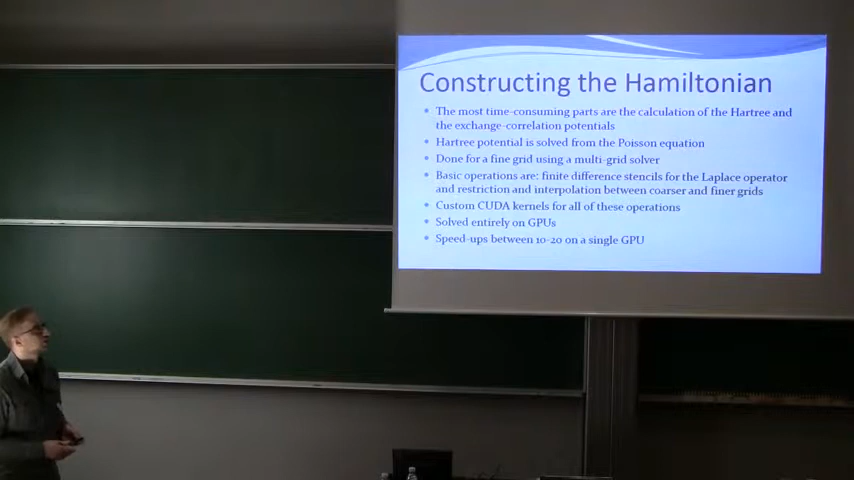 Constructing the Hamiltonian
The most time-consuming parts are the calculation of the Hartree and
the exchange-correlation potentials
Hartree potential is solved from the Poisson equation
Done for a fine grid using a multi-grid solver
Basic operations are: finite difference stencils for the Laplace operator
and restriction and interpolation between coarser and finer grids
Custom CUDA kernels for all of these operations
Solved entirely on GPUs
Speed-ups between 10-20 on a single GPU